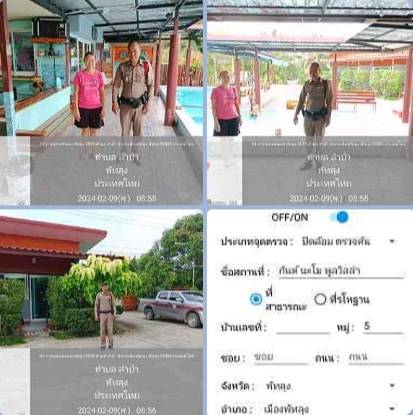 ตำบล ลำปำ
พัทลุง
ประเทศไทย
2024-02-09(ศ.) 06:55
ตำบล ลำปำ
พัทลุง
ประเทศไทย
2024-02-09(ศ.) 06:55
ตำบล ลำปำ
พัทลุง
ประเทศไทย
2024-02-09(ศ.) 06:56
OFF/ON
ประเภทจุดตรวจ : ปิดล้อม ตรวจค้น
ชื่อสถานที่ : กันต์ นะโม พูลวิลล่า
ที่สาธารณะ ที่รโหฐาน
บ้านเลขที่ : หมู่ : 5
ซอย : ซอย ถนน : ถนน
จังหวัด : พัทลุง
อำเภอ : เมืองพัทลุง